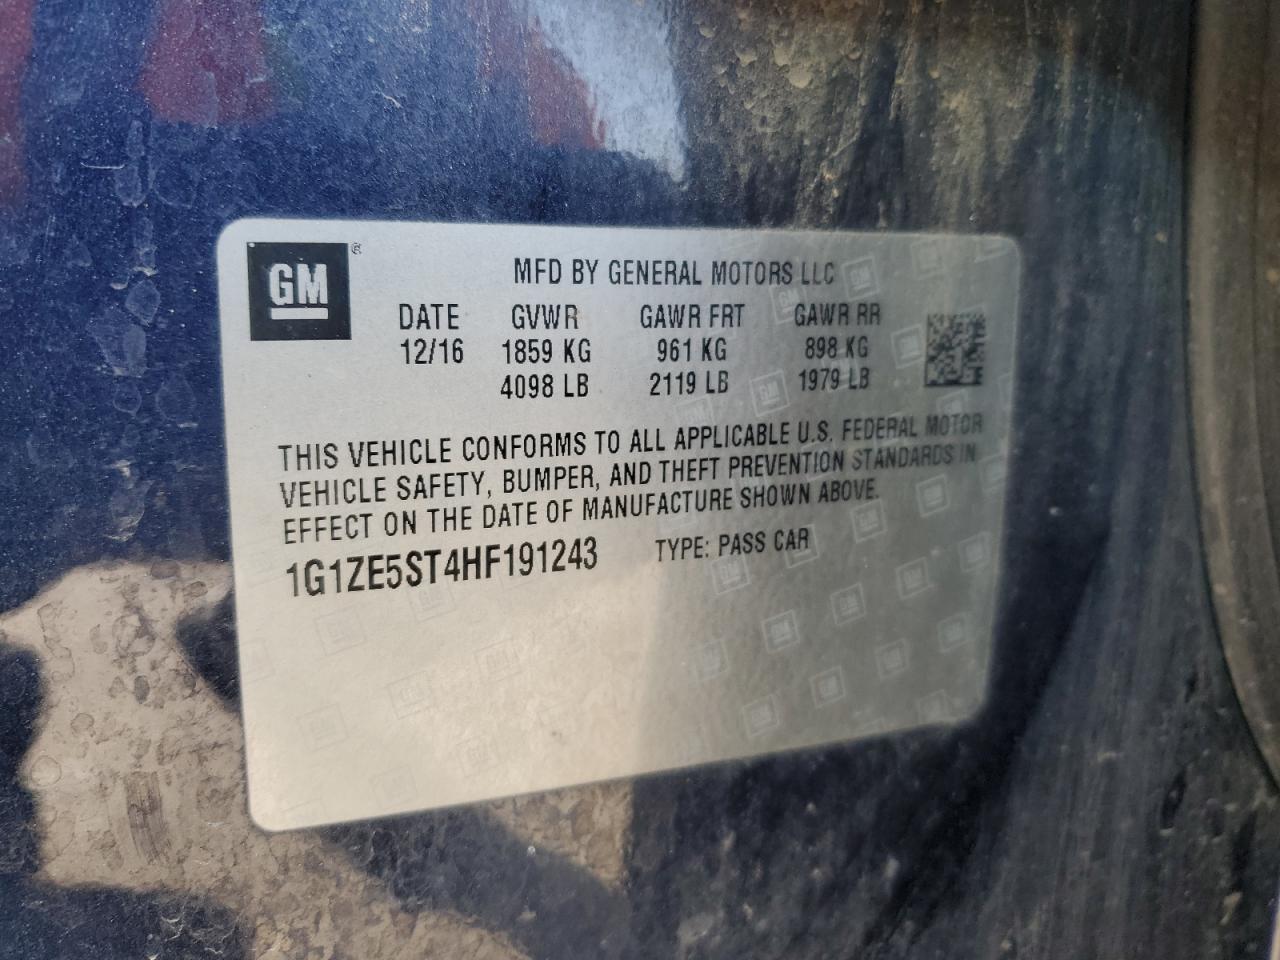 GM ®
MFD BY GENERAL MOTORS LLC
DATE GVWR GAWR FRT GAWR RR
12/16 1859 KG 961 KG 898 KG
4098 LB 2119 LB 1979 LB
THIS VEHICLE CONFORMS TO ALL APPLICABLE U.S. FEDERAL MOTOR
VEHICLE SAFETY, BUMPER, AND THEFT PREVENTION STANDARDS IN
EFFECT ON THE DATE OF MANUFACTURE SHOWN ABOVE.
1G1ZE5ST4HF191243 TYPE: PASS CAR